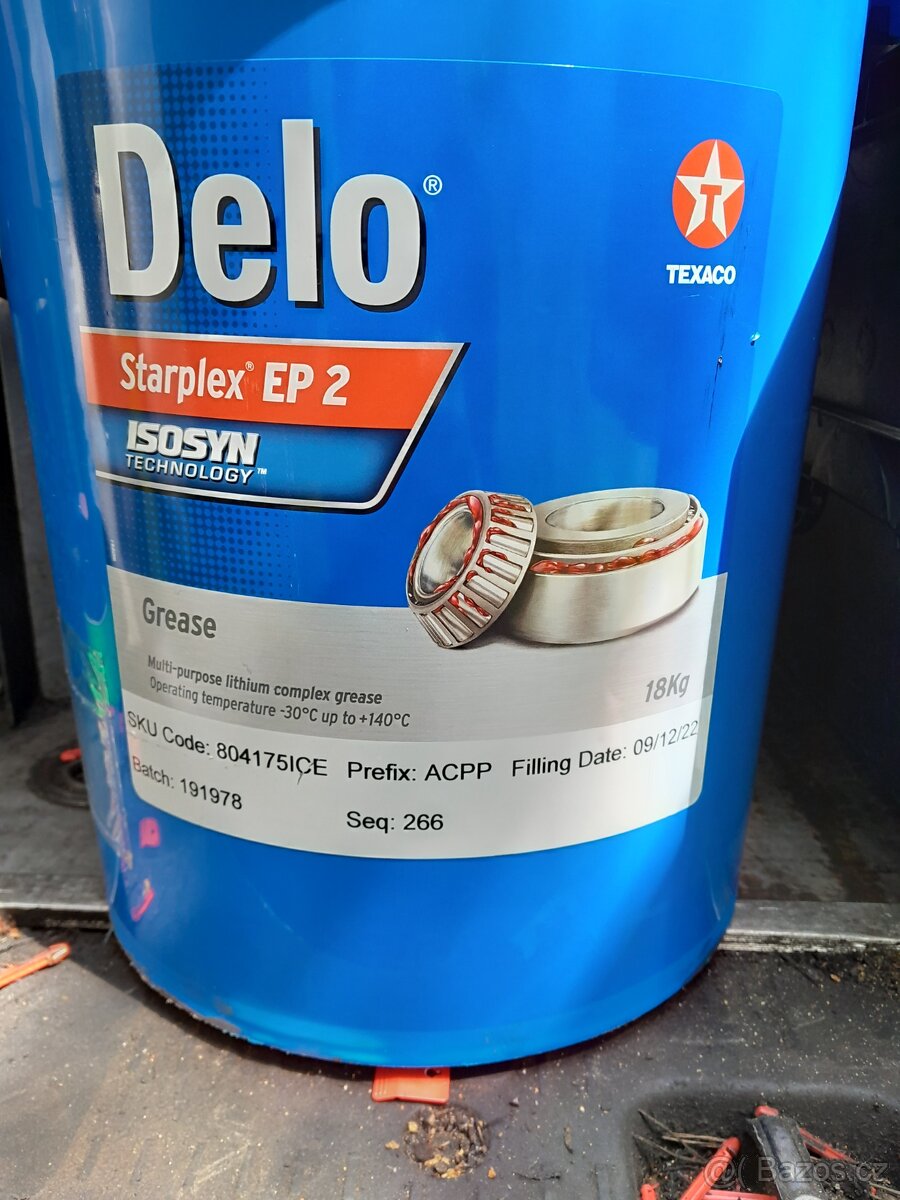 Delo®
TEXACO
Starplex® EP 2
ISOSYN
TECHNOLOGY™
Grease
Multi-purpose lithium complex grease
Operating temperature -30°C up to +140°C
18Kg
SKU Code: 804175ICE Prefix: ACPP Filling Date: 09/12/22
Batch: 191978
Seq: 266
Bazos.cz